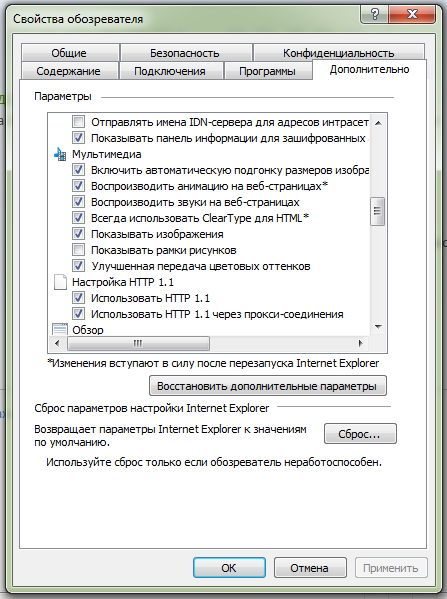 Свойства обозревателя
Общие
Безопасность
Конфиденциальность
Содержание
Подключения
Программы
Дополнительно
Параметры
Отправлять имена IDN-сервера для адресов интрасет
Показывать панель информации для зашифрованных
Мультимедиа
Включить автоматическую подгонку размеров изобра
Воспроизводить анимацию на веб-страницах*
Воспроизводить звуки на веб-страницах
Всегда использовать ClearType для HTML*
Показывать изображения
Показывать рамки рисунков
Улучшенная передача цветовых оттенков
Настройка HTTP 1.1
Использовать HTTP 1.1
Использовать HTTP 1.1 через прокси-соединения
Обзор
*Изменения вступают в силу после перезапуска Internet Explorer
Восстановить дополнительные параметры
Сброс параметров настройки Internet Explorer
Возвращает параметры Internet Explorer к значениям
по умолчанию.
Сброс...
Используйте сброс только если обозреватель неработоспособен.
ОК
Отмена
Применить